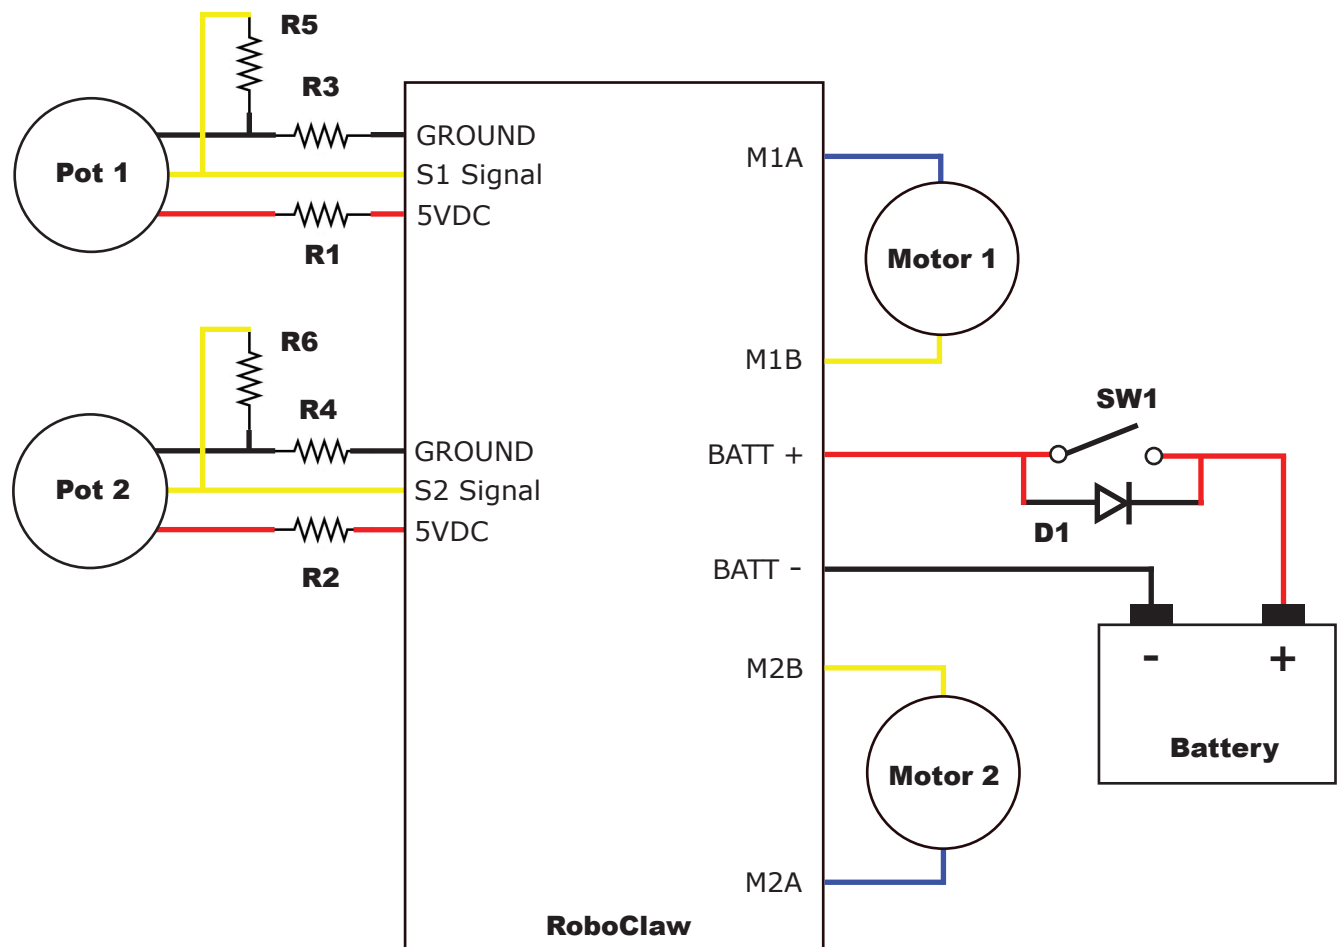 R5
R3
GROUND
Pot 1
S1 Signal
5VDC
R1
M1A
Motor 1
M1B
R6
R4
GROUND
Pot 2
S2 Signal
5VDC
R2
SW1
BATT +
D1
BATT -
- +
Battery
M2B
Motor 2
M2A
RoboClaw